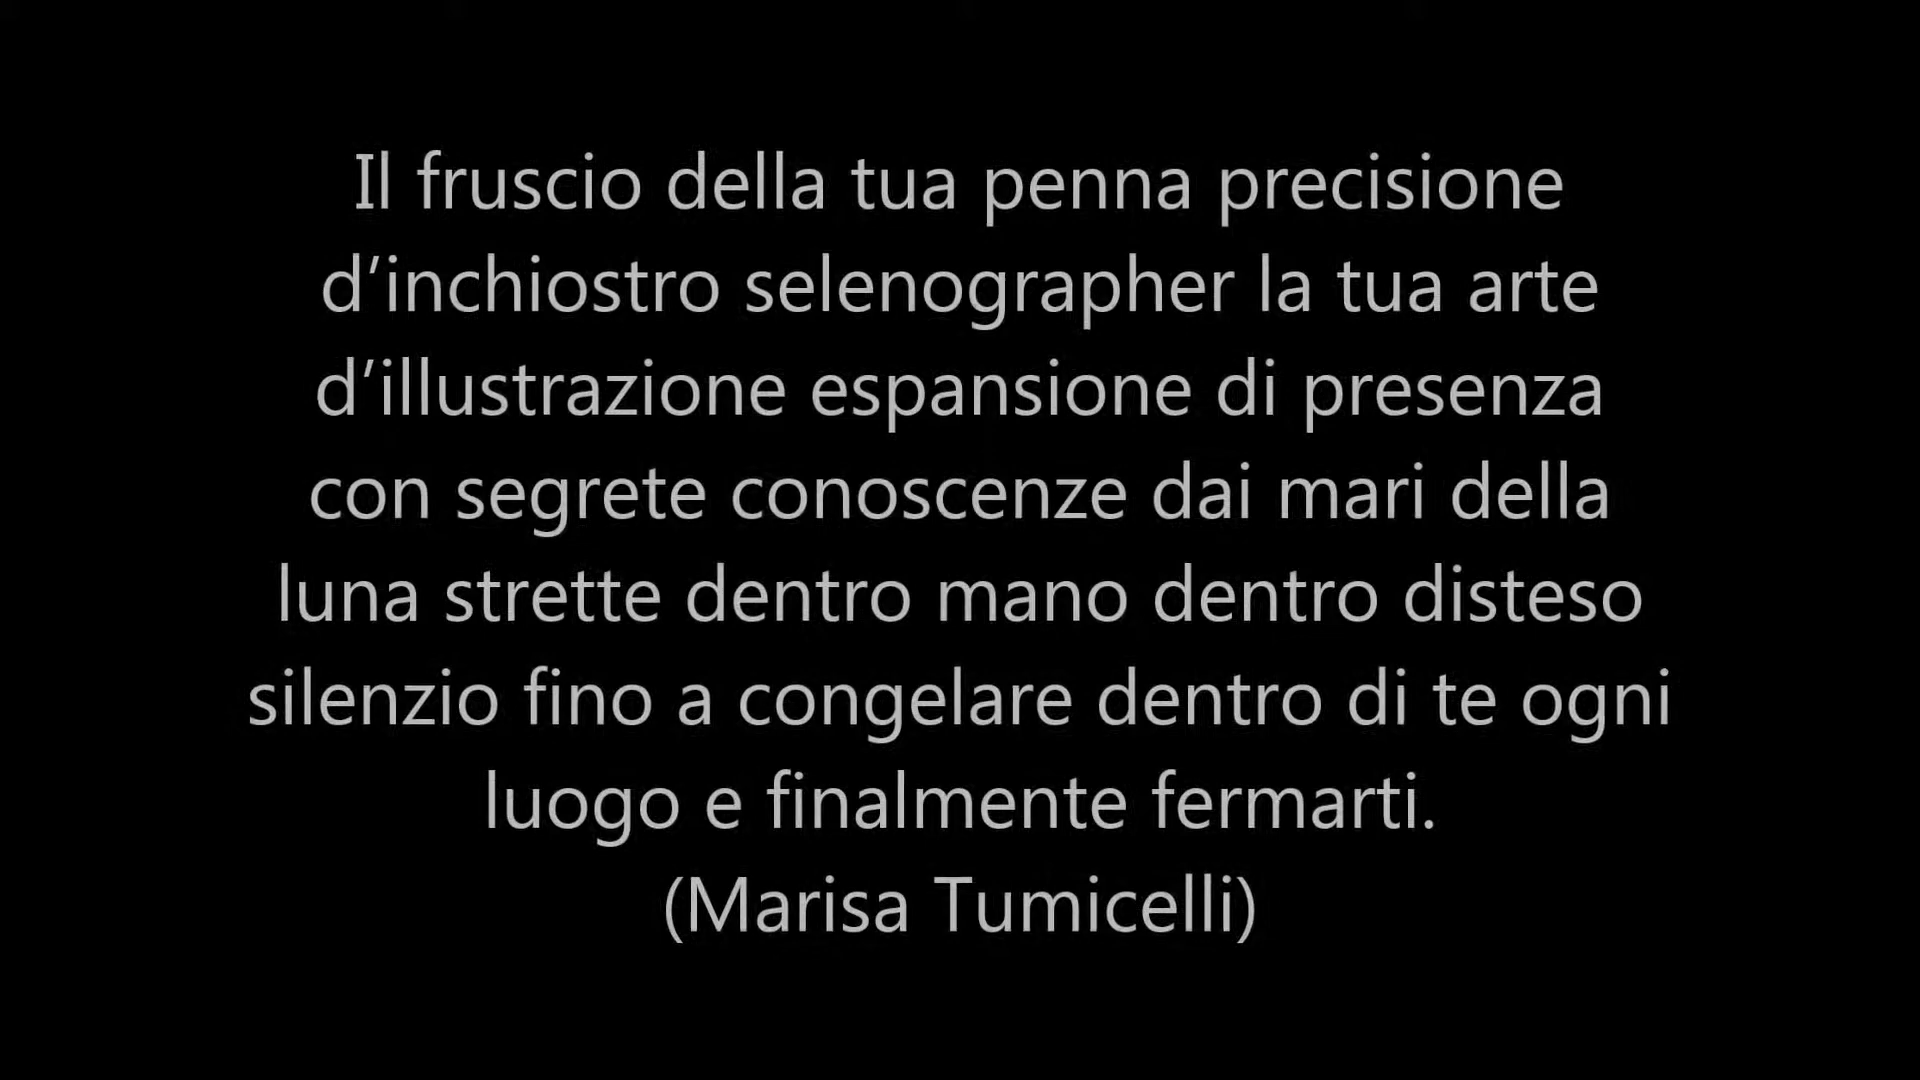 Il fruscio della tua penna precisione
d’inchiostro selenographer la tua arte
d’illustrazione espansione di presenza
con segrete conoscenze dai mari della
luna strette dentro mano dentro disteso
silenzio fino a congelare dentro di te ogni
luogo e finalmente fermarti.
(Marisa Tumicelli)